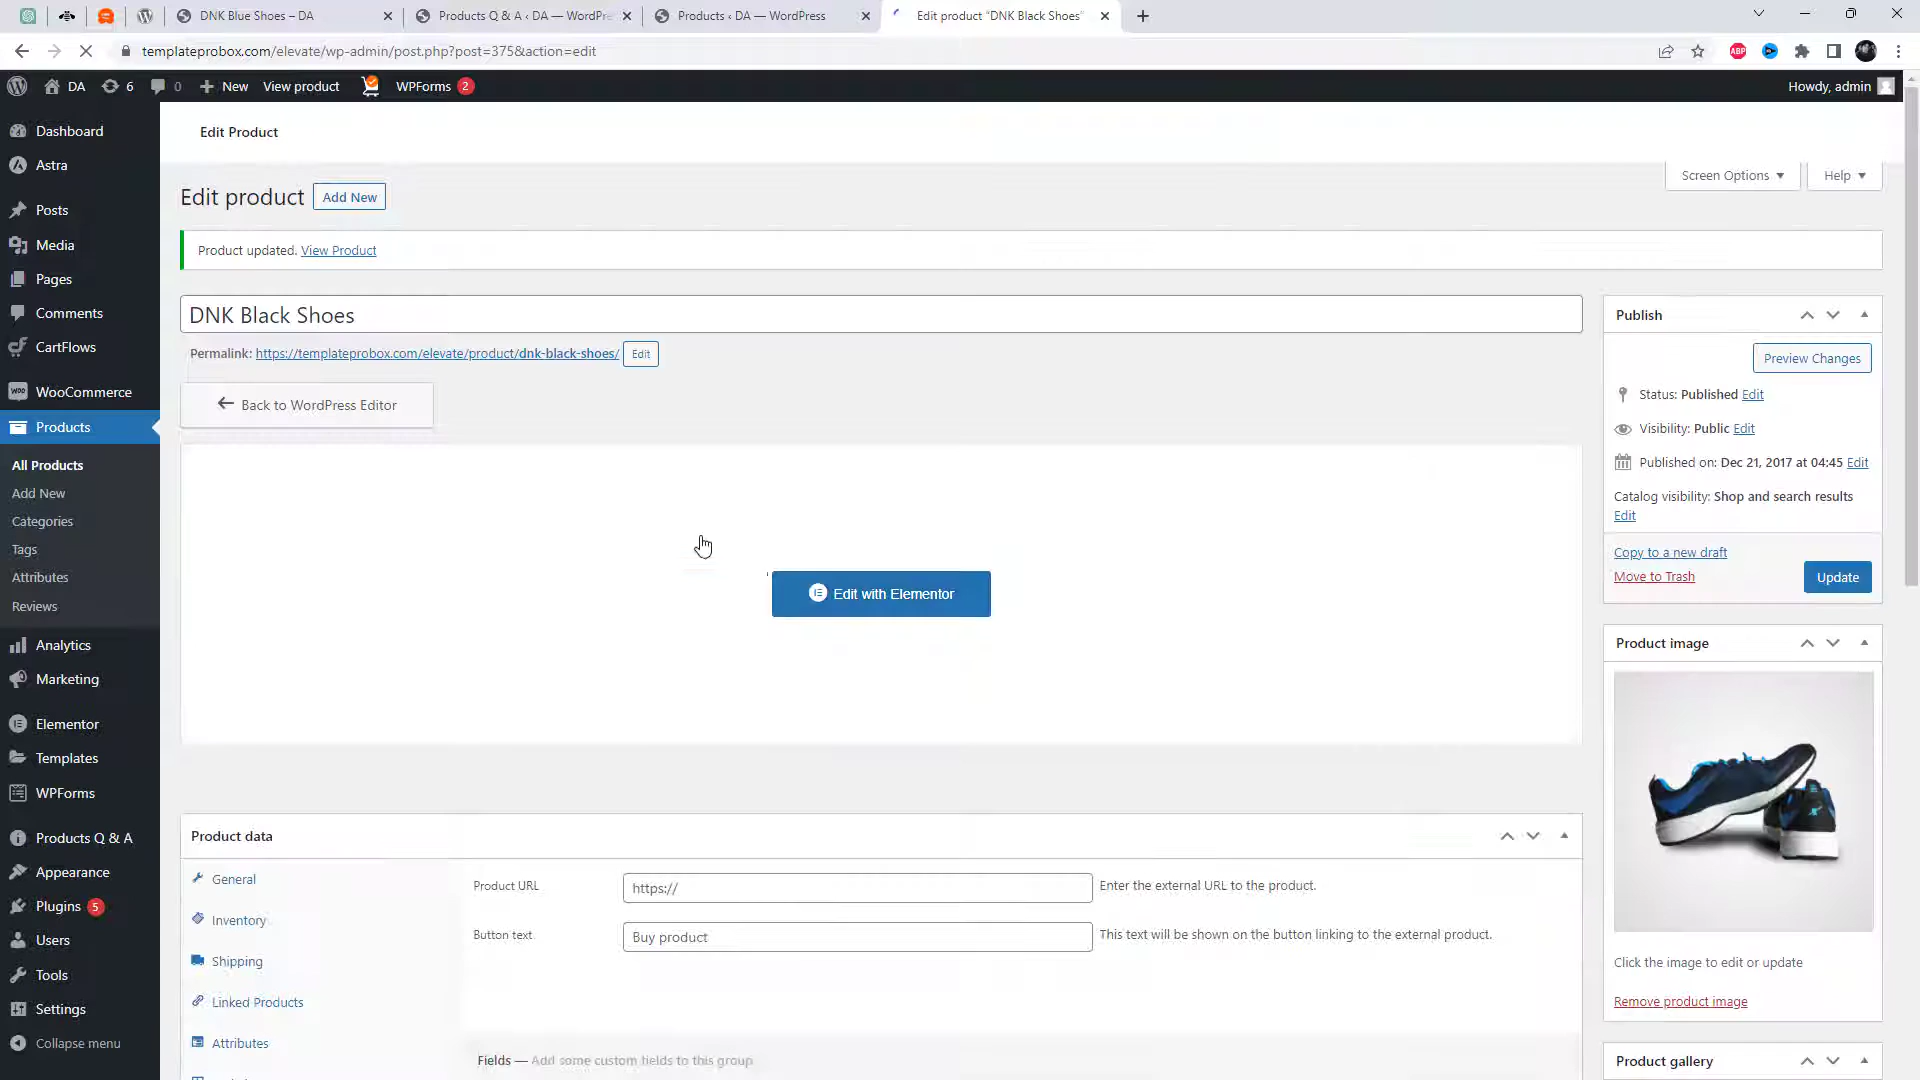 DNK Blue Shoes – DA
Products Q & A ‹ DA — WordPre
Products ‹ DA — WordPress
Edit product "DNK Black Shoes"
templateprobox.com/elevate/wp-admin/post.php?post=375&action=edit
ABP
DA
6
0
New
View product
WPForms 2
Howdy, admin
Dashboard
Astra
Posts
Media
Pages
Comments
CartFlows
WooCommerce
Products
All Products
Add New
Categories
Tags
Attributes
Reviews
Analytics
Marketing
Elementor
Templates
WPForms
Products Q & A
Appearance
Plugins 5
Users
Tools
Settings
Collapse menu
Edit Product
Screen Options
Help
Edit product
Add New
Product updated. View Product
DNK Black Shoes
Permalink: https://templateprobox.com/elevate/product/dnk-black-shoes/ Edit
Back to WordPress Editor
Edit with Elementor
Product data
General
Inventory
Shipping
Linked Products
Attributes
Product URL
https://
Enter the external URL to the product.
Button text
Buy product
This text will be shown on the button linking to the external product.
Fields — Add some custom fields to this group
Publish
Preview Changes
Status: Published Edit
Visibility: Public Edit
Published on: Dec 21, 2017 at 04:45 Edit
Catalog visibility: Shop and search results
Edit
Copy to a new draft
Move to Trash
Update
Product image
Click the image to edit or update
Remove product image
Product gallery